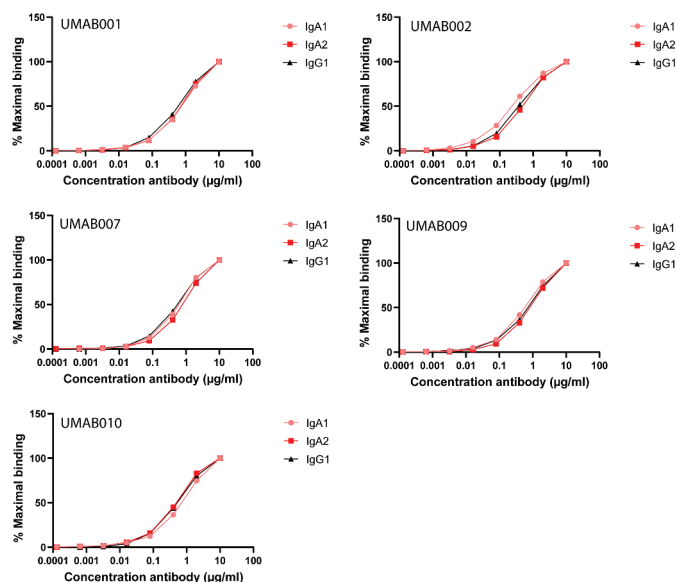 UMAB001
IgA1
IgA2
IgG1
% Maximal binding
150
100
50
0
0.0001 0.001 0.01 0.1 1 10 100
Concentration antibody (µg/ml)
UMAB002
IgA1
IgA2
IgG1
% Maximal binding
150
100
50
0
0.0001 0.001 0.01 0.1 1 10 100
Concentration antibody (µg/ml)
UMAB007
IgA1
IgA2
IgG1
% Maximal binding
150
100
50
0
0.0001 0.001 0.01 0.1 1 10 100
Concentration antibody (µg/ml)
UMAB009
IgA1
IgA2
IgG1
% Maximal binding
150
100
50
0
0.0001 0.001 0.01 0.1 1 10 100
Concentration antibody (µg/ml)
UMAB010
IgA1
IgA2
IgG1
% Maximal binding
150
100
50
0
0.0001 0.001 0.01 0.1 1 10 100
Concentration antibody (µg/ml)